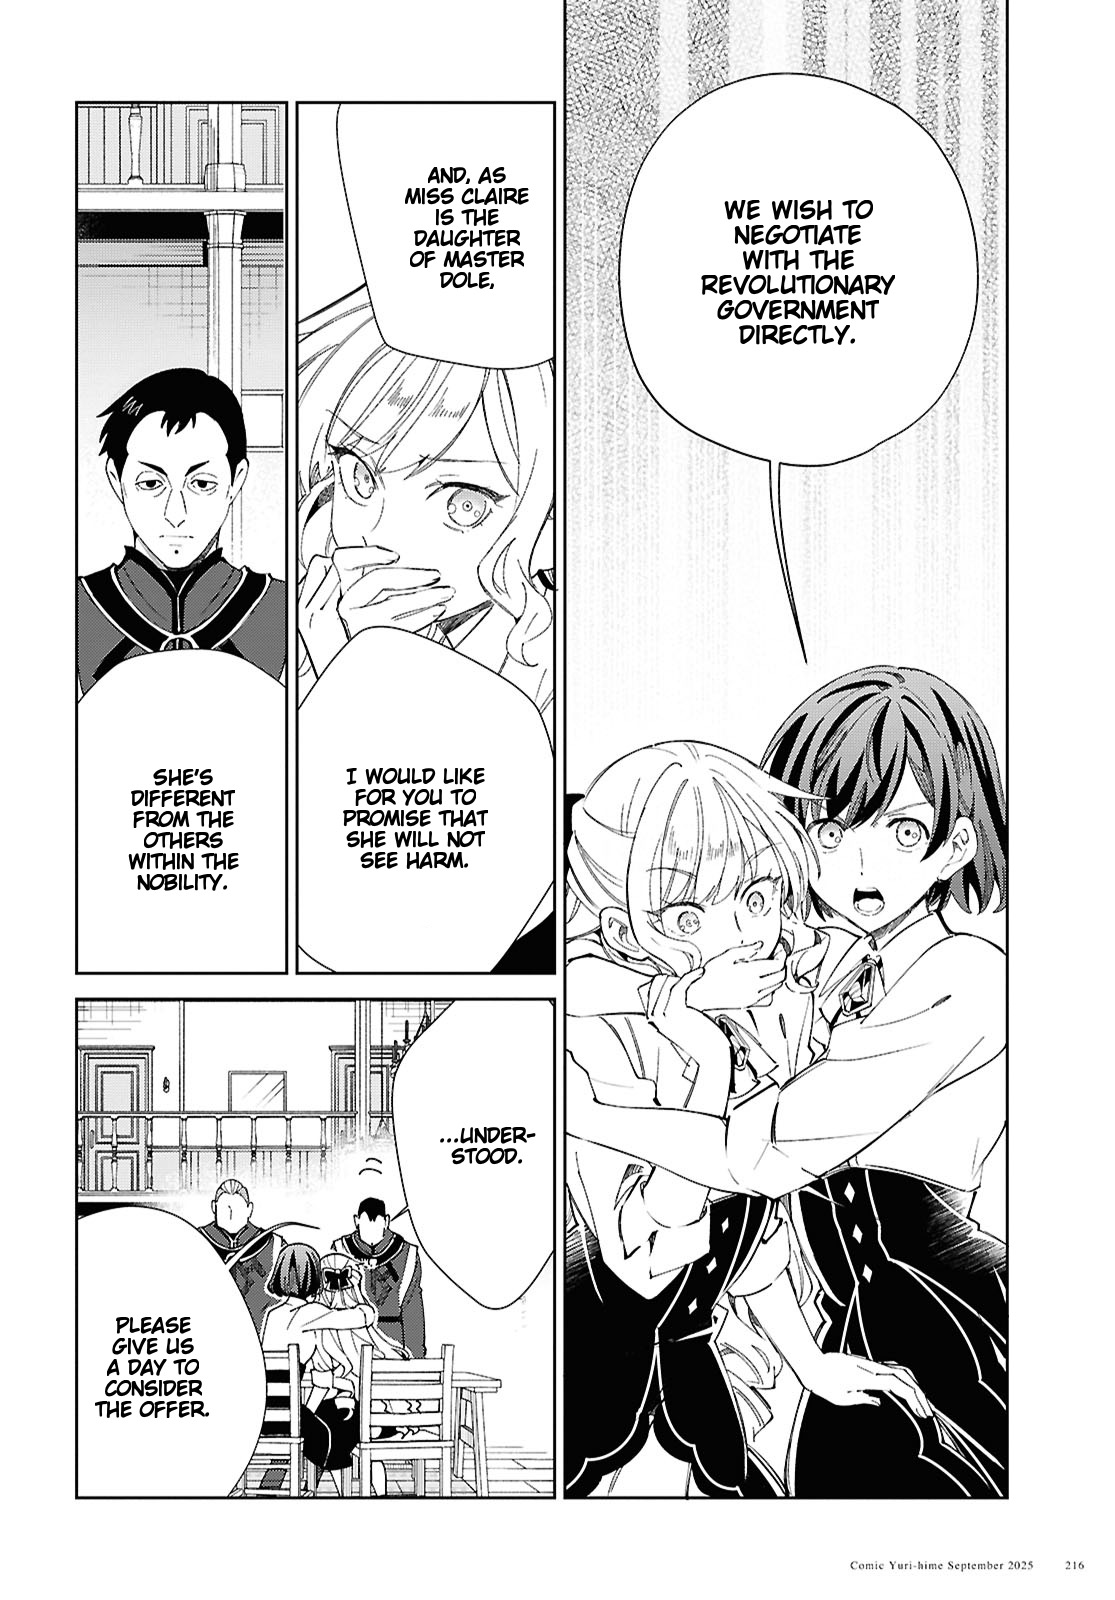 WE WISH TO
NEGOTIATE
WITH THE
REVOLUTIONARY
GOVERNMENT
DIRECTLY.
AND, AS
MISS CLAIRE
IS THE
DAUGHTER
OF MASTER
DOLE,
I WOULD LIKE
FOR YOU TO
PROMISE THAT
SHE WILL NOT
SEE HARM.
SHE'S
DIFFERENT
FROM THE
OTHERS
WITHIN THE
NOBILITY.
...UNDER-
STOOD.
PLEASE
GIVE US
A DAY TO
CONSIDER
THE OFFER.
Comic Yuri-hime September 2025 216